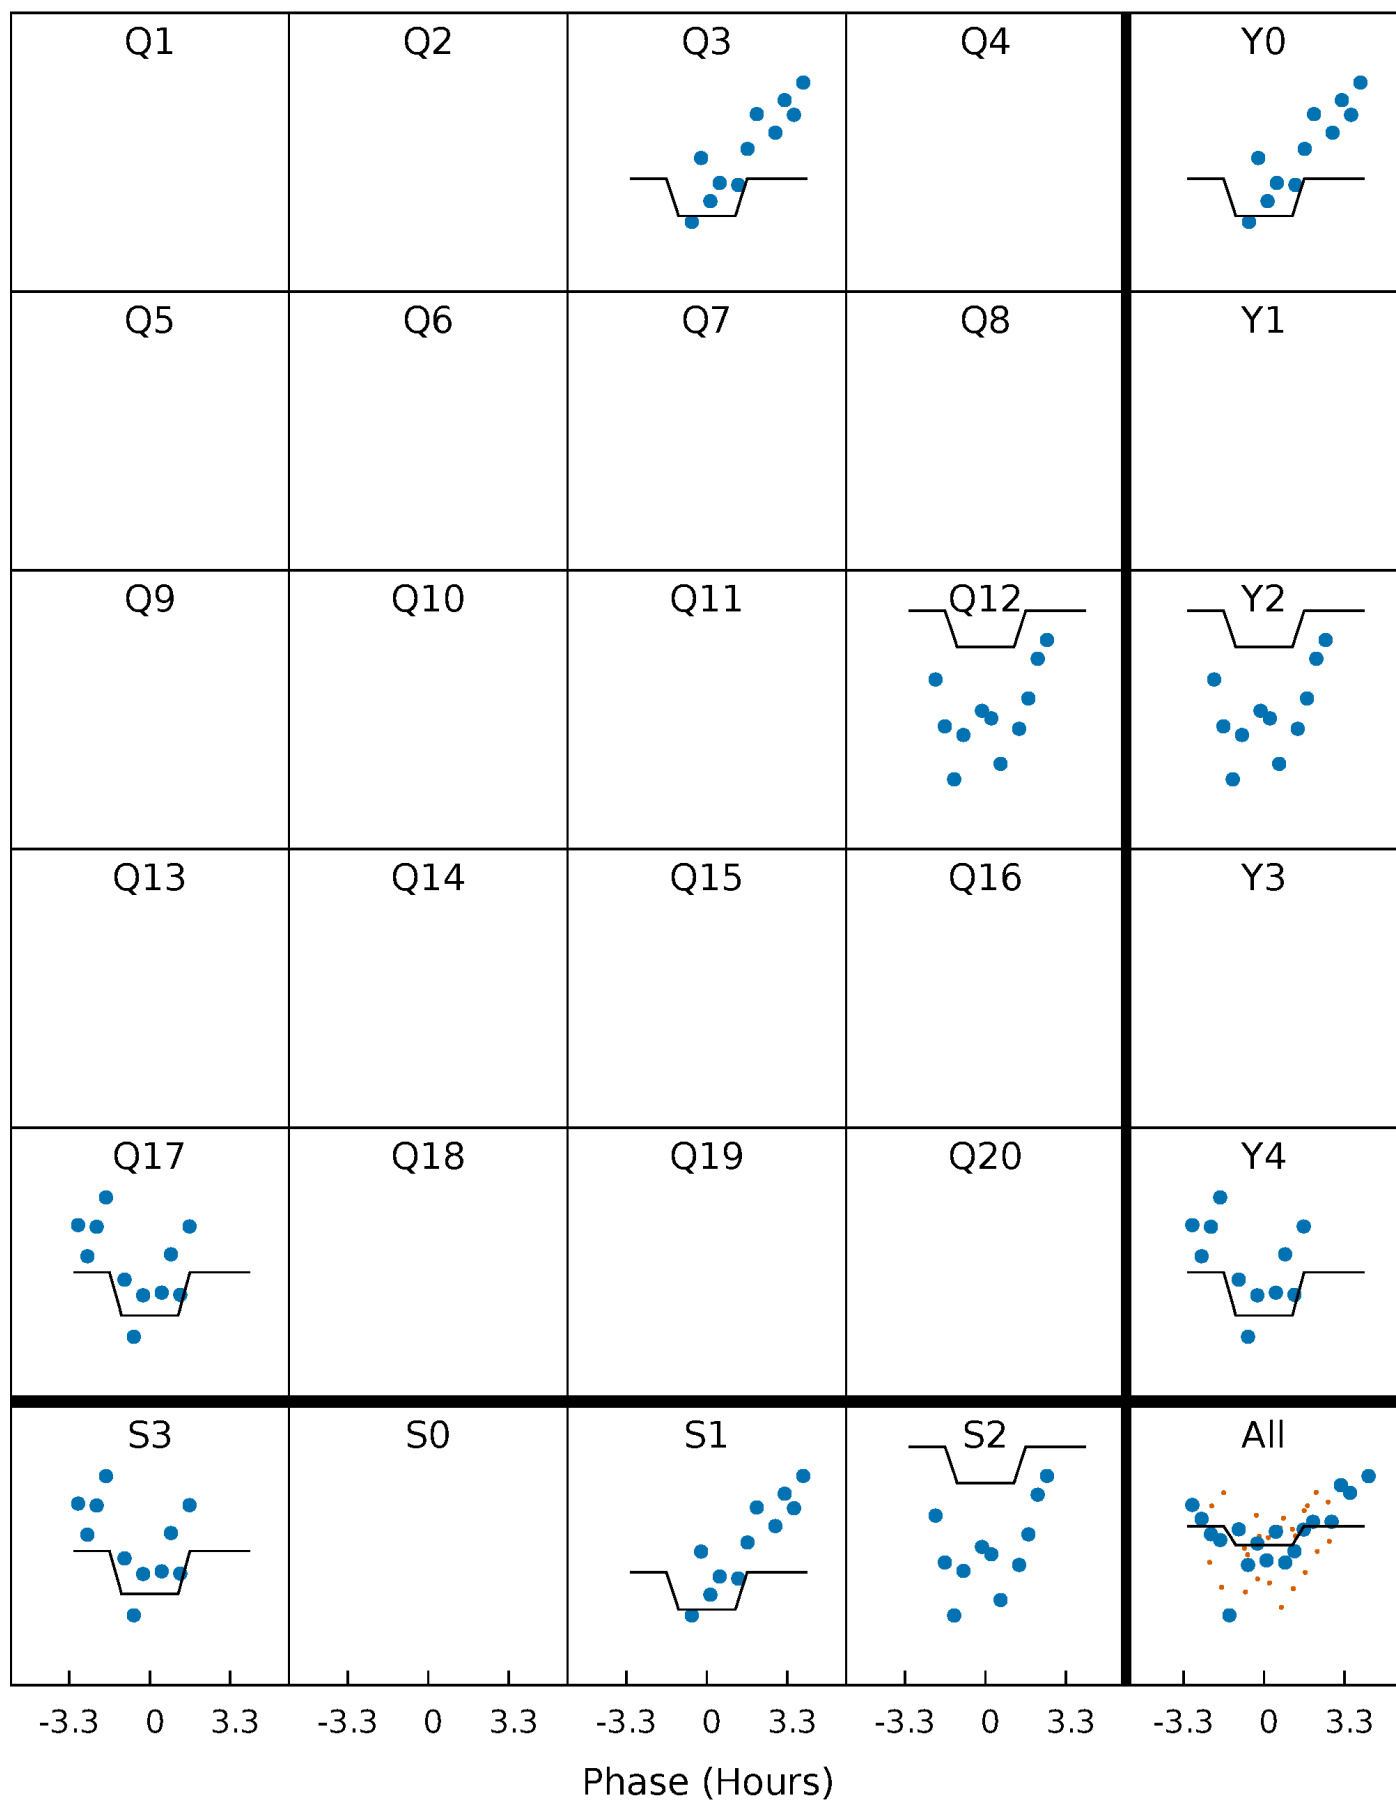 Q1 Q2 Q3 Q4 Y0
Q5 Q6 Q7 Q8 Y1
Q9 Q10 Q11 Q12 Y2
Q13 Q14 Q15 Q16 Y3
Q17 Q18 Q19 Q20 Y4
S3 S0 S1 S2 All
-3.3 0 3.3 -3.3 0 3.3 -3.3 0 3.3 -3.3 0 3.3 -3.3 0 3.3
Phase (Hours)